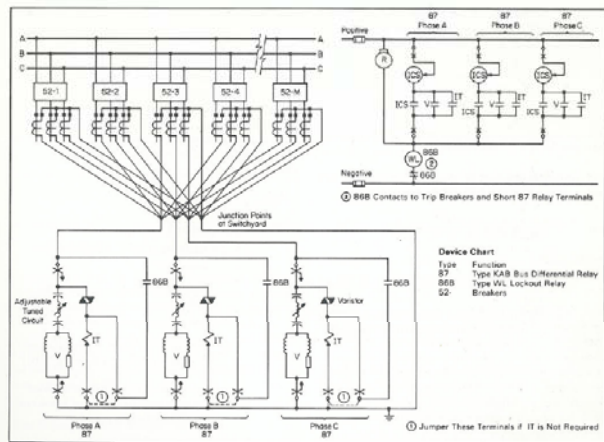 A
B
C
A
B
C
52-1
52-2
52-3
52-4
52-M
Positive
87
Phase A
87
Phase B
87
Phase C
R
ICS
ICS
ICS
ICS
V
IT
ICS
V
IT
ICS
V
IT
WL
86B
②
86B
Negative
② 86B Contacts to Trip Breakers and Short 87 Relay Terminals
Junction Points
at Switchyard
Device Chart
Type Function
87 Type KAB Bus Differential Relay
86B Type WL Lockout Relay
52- Breakers
86B
86B
86B
Adjustable
Tuned
Circuit
Varistor
IT
IT
IT
V
V
V
①
①
①
Phase A
87
Phase B
87
Phase C
87
① Jumper These Terminals if IT is Not Required